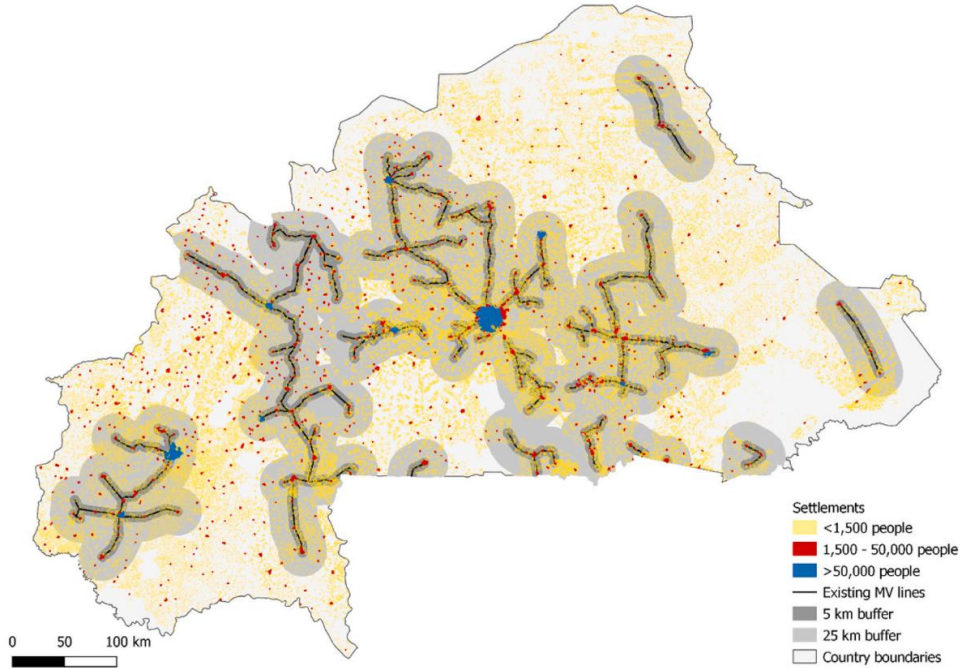 Settlements
<1,500 people
1,500 - 50,000 people
>50,000 people
Existing MV lines
5 km buffer
25 km buffer
Country boundaries
0 50 100 km